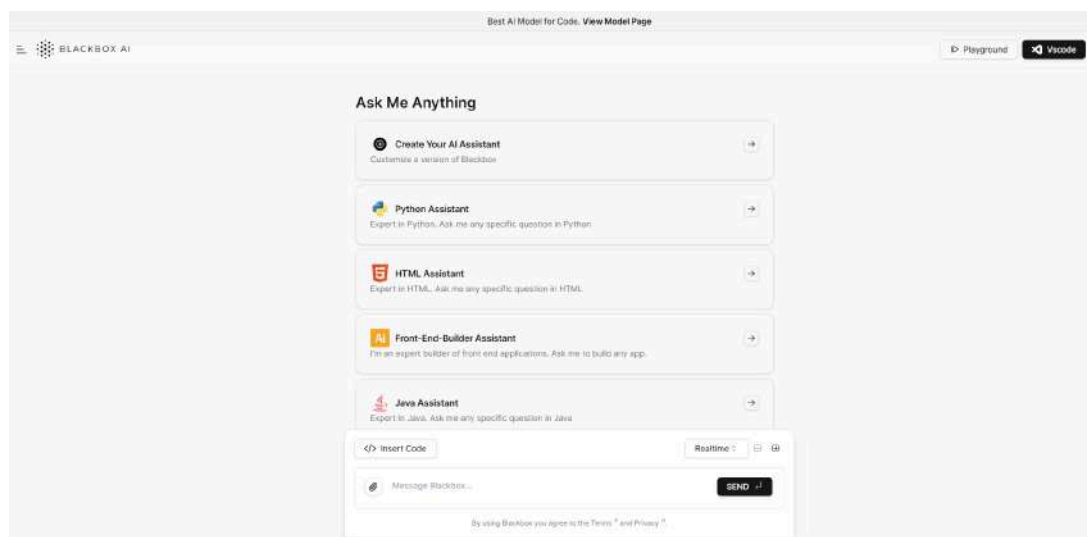 Best AI Model for Code. View Model Page
BLACKBOX AI
Playground
Vscode
Ask Me Anything
Create Your AI Assistant
Customize a version of Blackbox
Python Assistant
Expert in Python. Ask me any specific question in Python
HTML Assistant
Expert in HTML. Ask me any specific question in HTML
Ai Front-End-Builder Assistant
I'm an expert builder of front end applications. Ask me to build any app.
Java Assistant
Expert in Java. Ask me any specific question in Java
</> Insert Code
Realtime
Message Blackbox...
SEND
By using Blackbox you agree to the Terms and Privacy